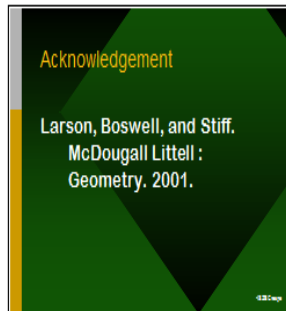 Acknowledgement
Larson, Boswell, and Stiff.
McDougall Littell :
Geometry. 2001.